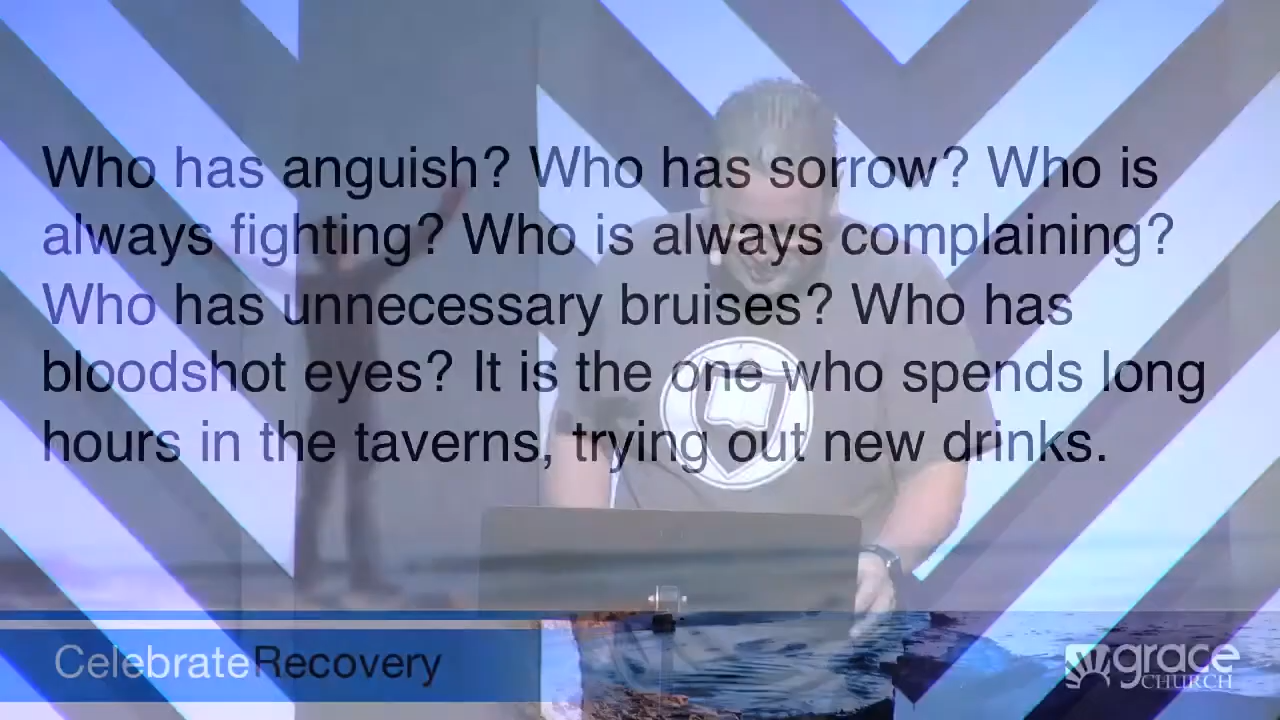 Who has anguish? Who has sorrow? Who is
always fighting? Who is always complaining?
Who has unnecessary bruises? Who has
bloodshot eyes? It is the one who spends long
hours in the taverns, trying out new drinks.
CelebrateRecovery
grace
CHURCH